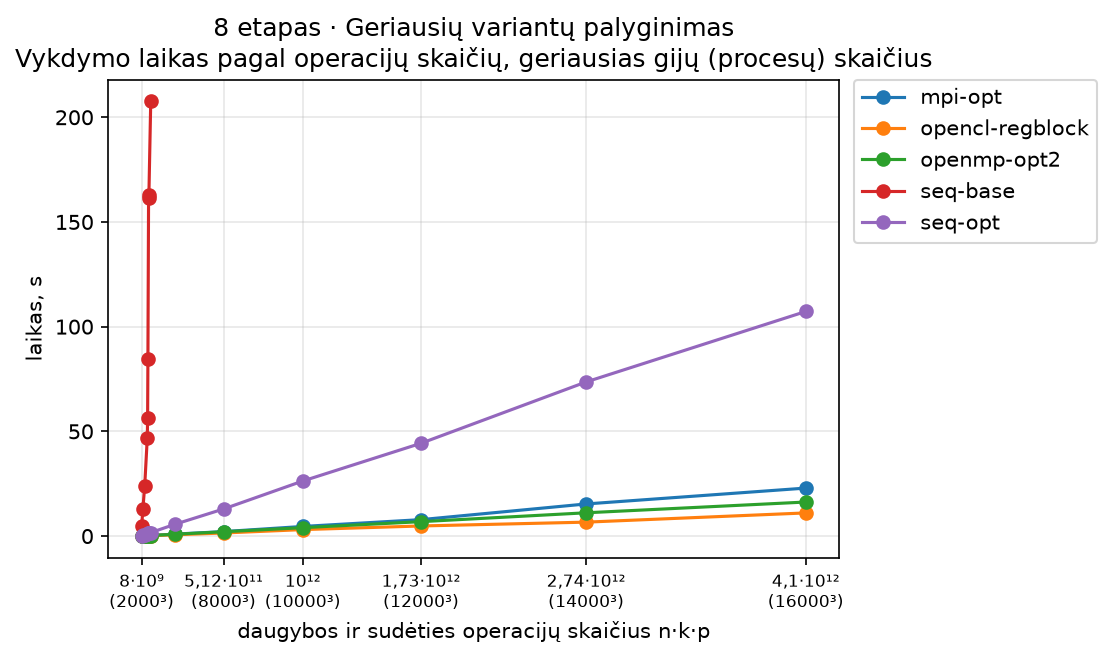 8 etapas · Geriausių variantų palyginimas
Vykdymo laikas pagal operacijų skaičių, geriausias gijų (procesų) skaičius
mpi-opt
opencl-regblock
openmp-opt2
seq-base
seq-opt
laikas, s
200
150
100
50
0
8·10⁹ 5,12·10¹¹ 10¹² 1,73·10¹² 2,74·10¹² 4,1·10¹²
(2000³) (8000³) (10000³) (12000³) (14000³) (16000³)
daugybos ir sudėties operacijų skaičius n·k·p